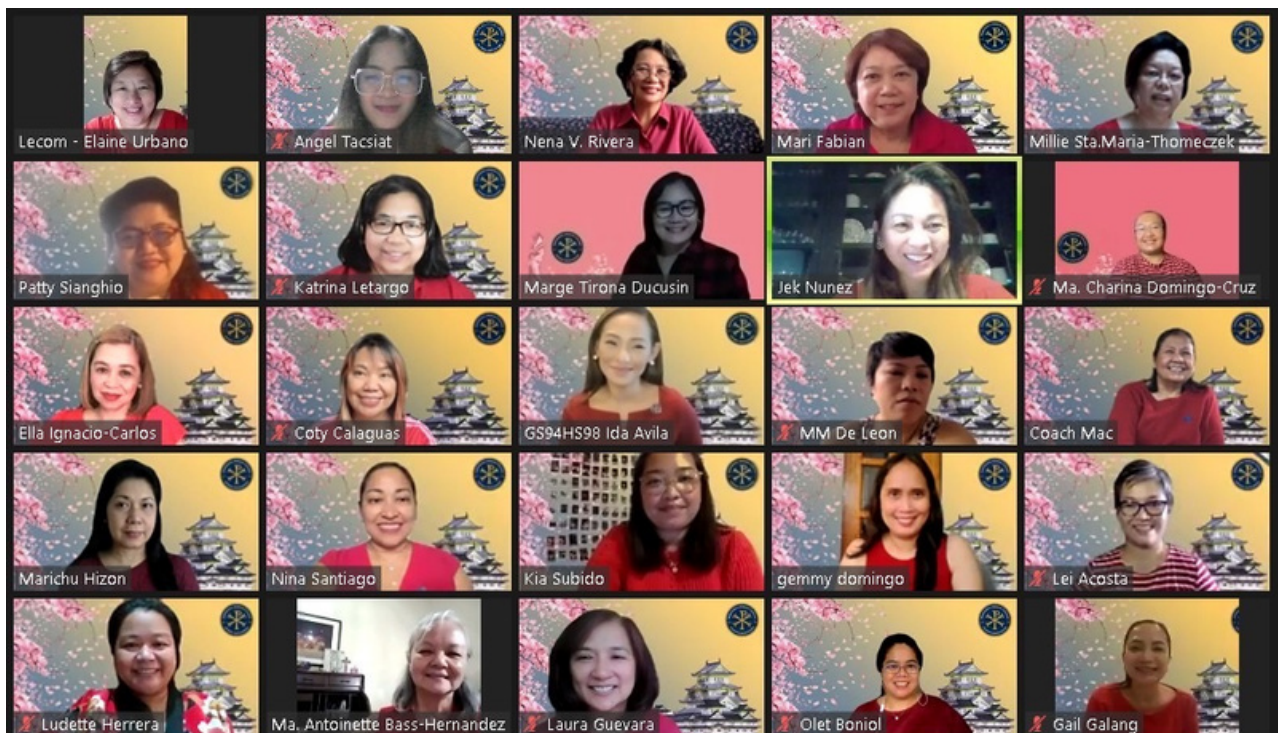 Lecom - Elaine Urbano
Angel Tacsiat
Nena V. Rivera
Mari Fabian
Millie Sta.Maria-Thomeczek
Patty Sianghio
Katrina Letargo
Marge Tirona Ducusin
Jek Nunez
Ma. Charina Domingo-Cruz
Ella Ignacio-Carlos
Coty Calaguas
GS94HS98 Ida Avila
MM De Leon
Coach Mac
Marichu Hizon
Nina Santiago
Kia Subido
gemmy domingo
Lei Acosta
Ludette Herrera
Ma. Antoinette Bass-Hernandez
Laura Guevara
Olet Boniol
Gail Galang